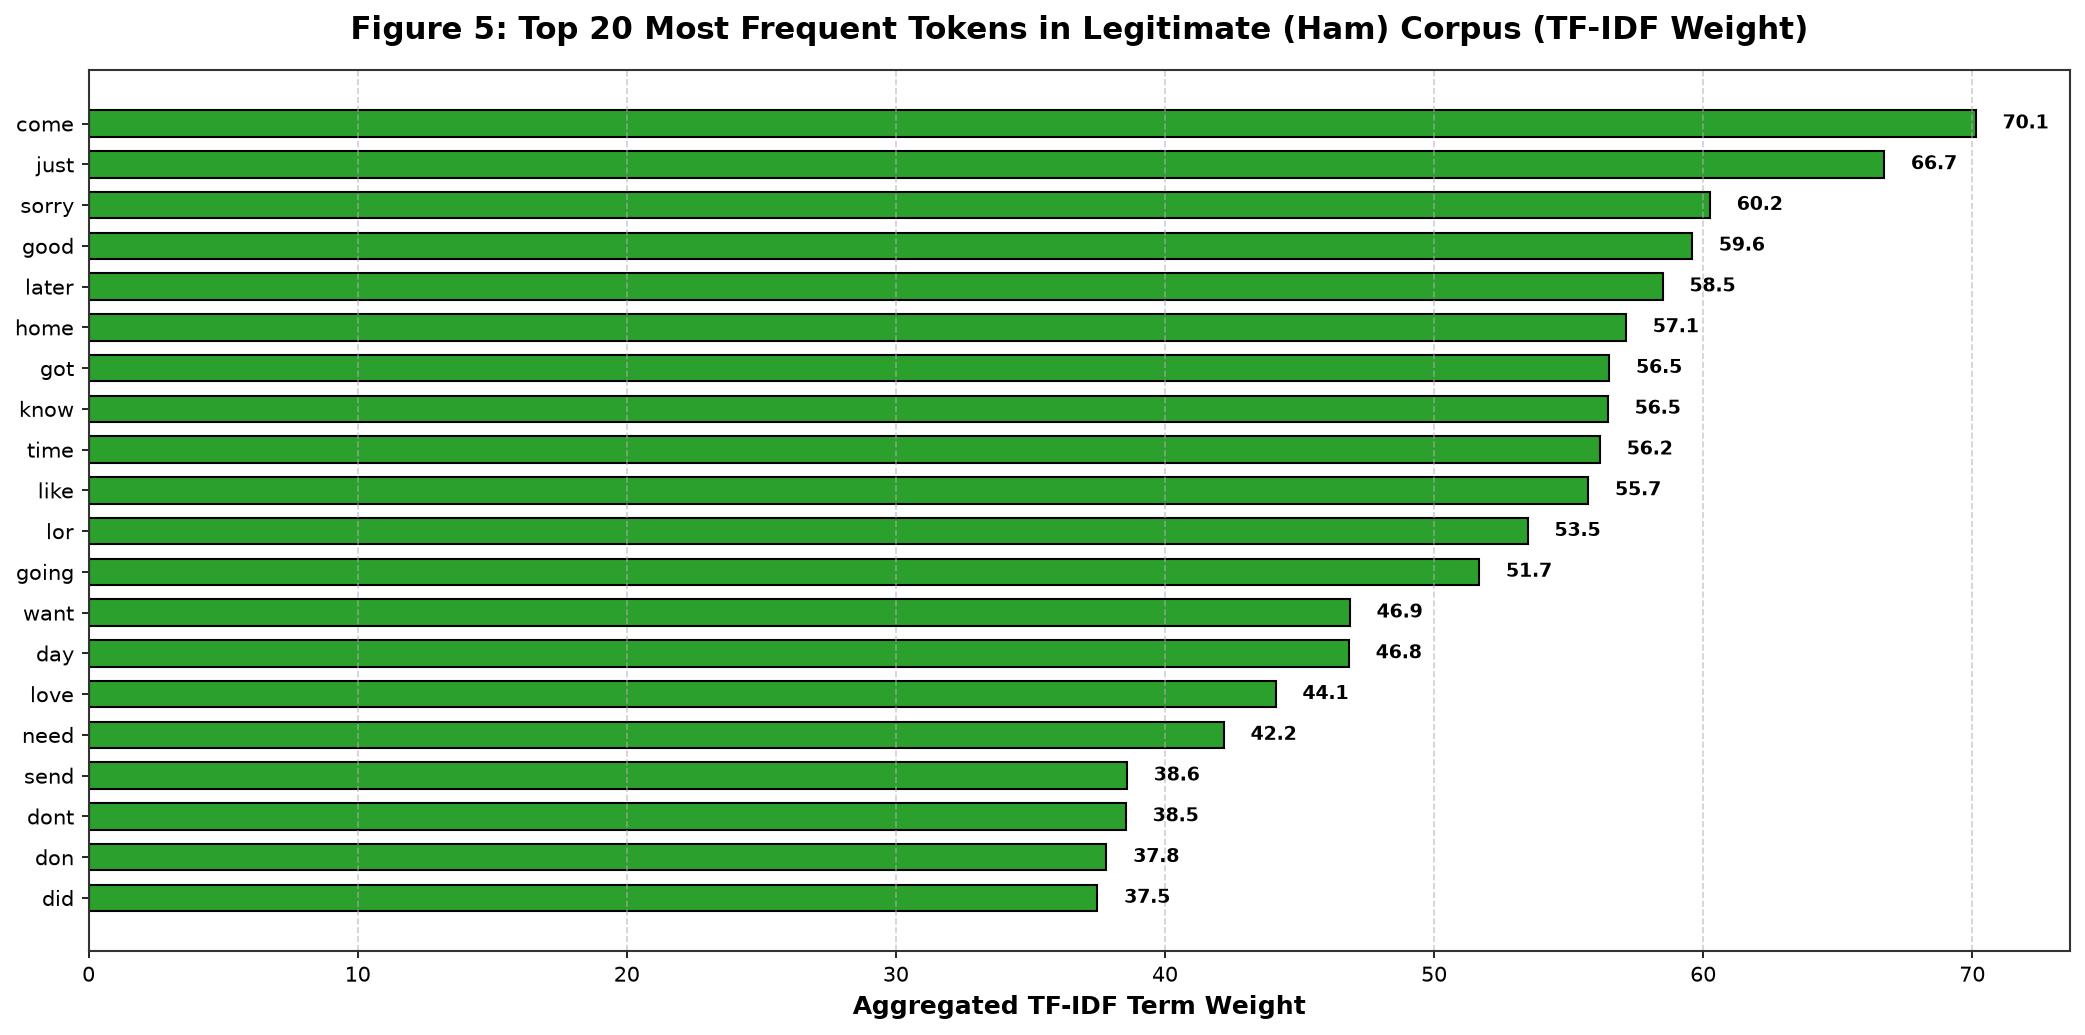 Figure 5: Top 20 Most Frequent Tokens in Legitimate (Ham) Corpus (TF-IDF Weight)
come 70.1
just 66.7
sorry 60.2
good 59.6
later 58.5
home 57.1
got 56.5
know 56.5
time 56.2
like 55.7
lor 53.5
going 51.7
want 46.9
day 46.8
love 44.1
need 42.2
send 38.6
dont 38.5
don 37.8
did 37.5
0 10 20 30 40 50 60 70
Aggregated TF-IDF Term Weight